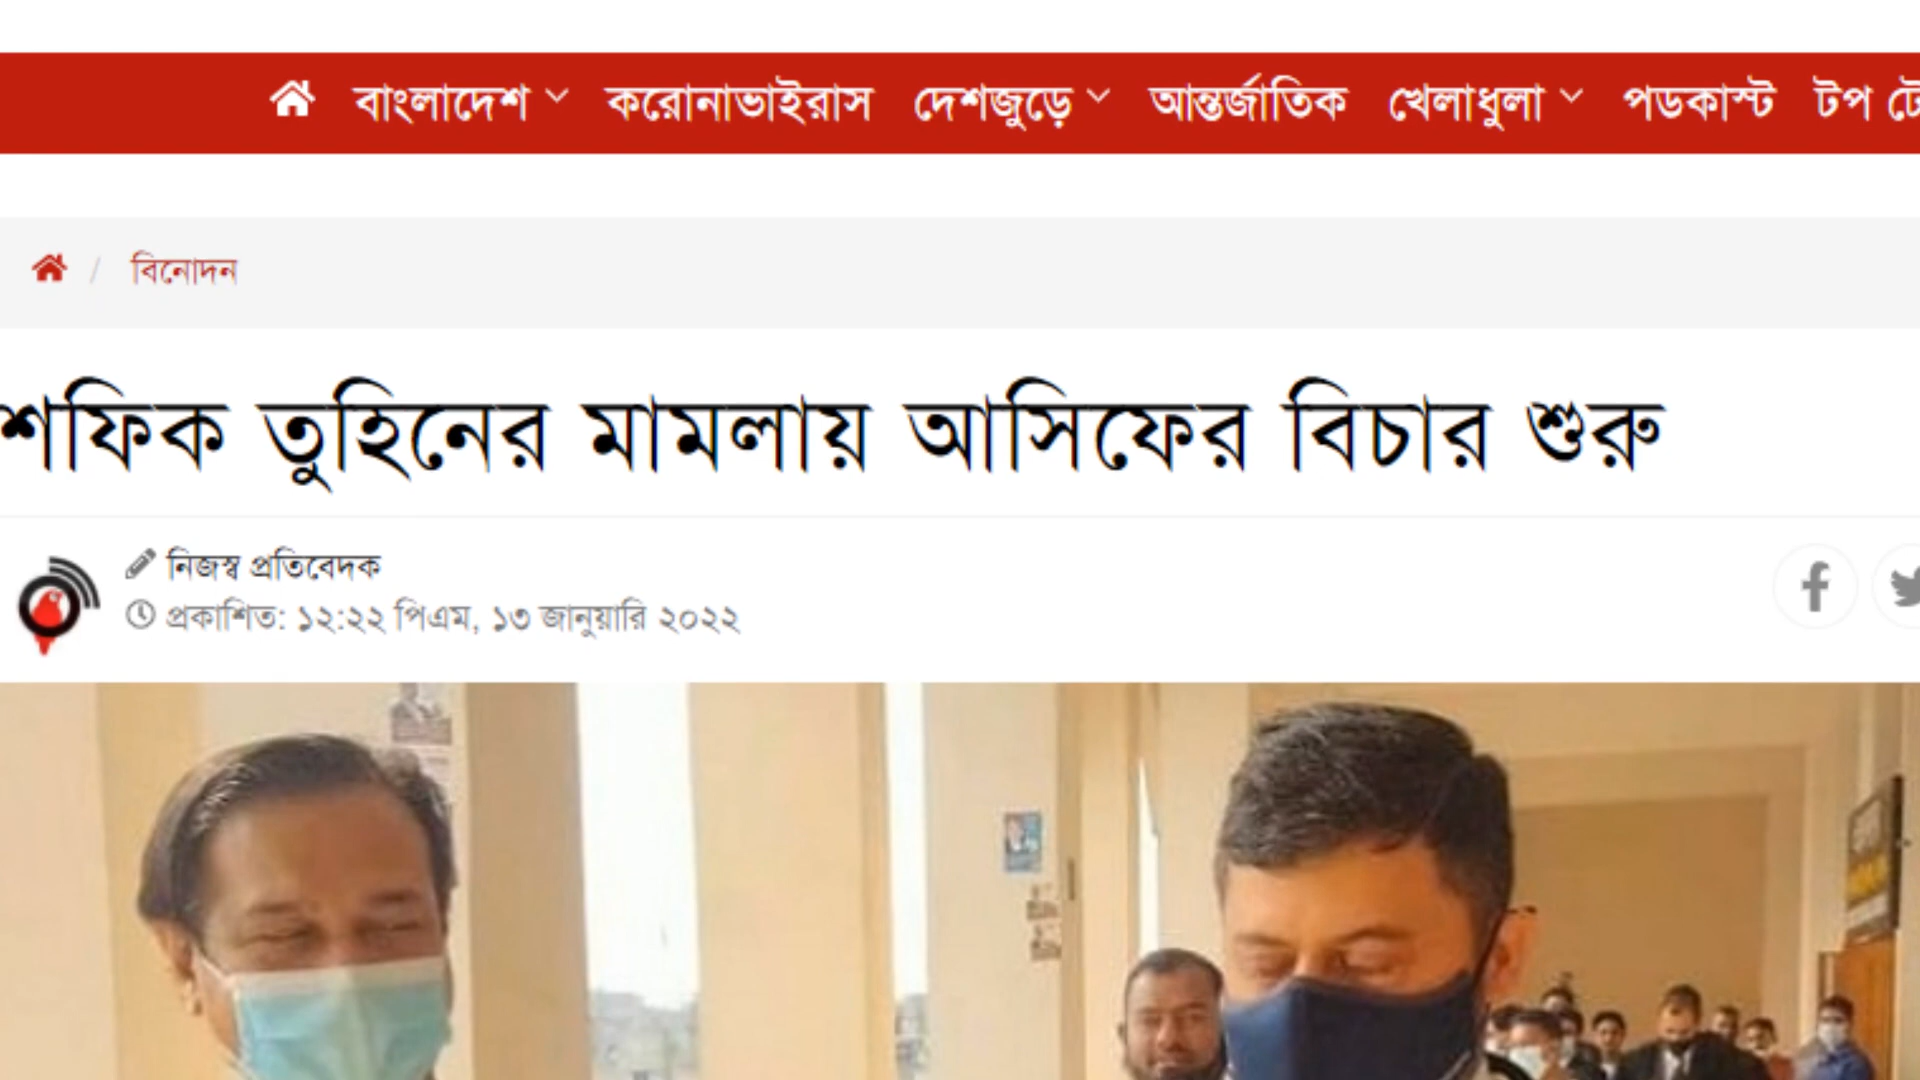 বাংলাদেশ করোনাভাইরাস দেশজুড়ে আন্তর্জাতিক খেলাধুলা পডকাস্ট টপ
/ বিনোদন
শফিক তুহিনের মামলায় আসিফের বিচার শুরু
নিজস্ব প্রতিবেদক
প্রকাশিত: ১২:২২ পিএম, ১৩ জানুয়ারি ২০২২